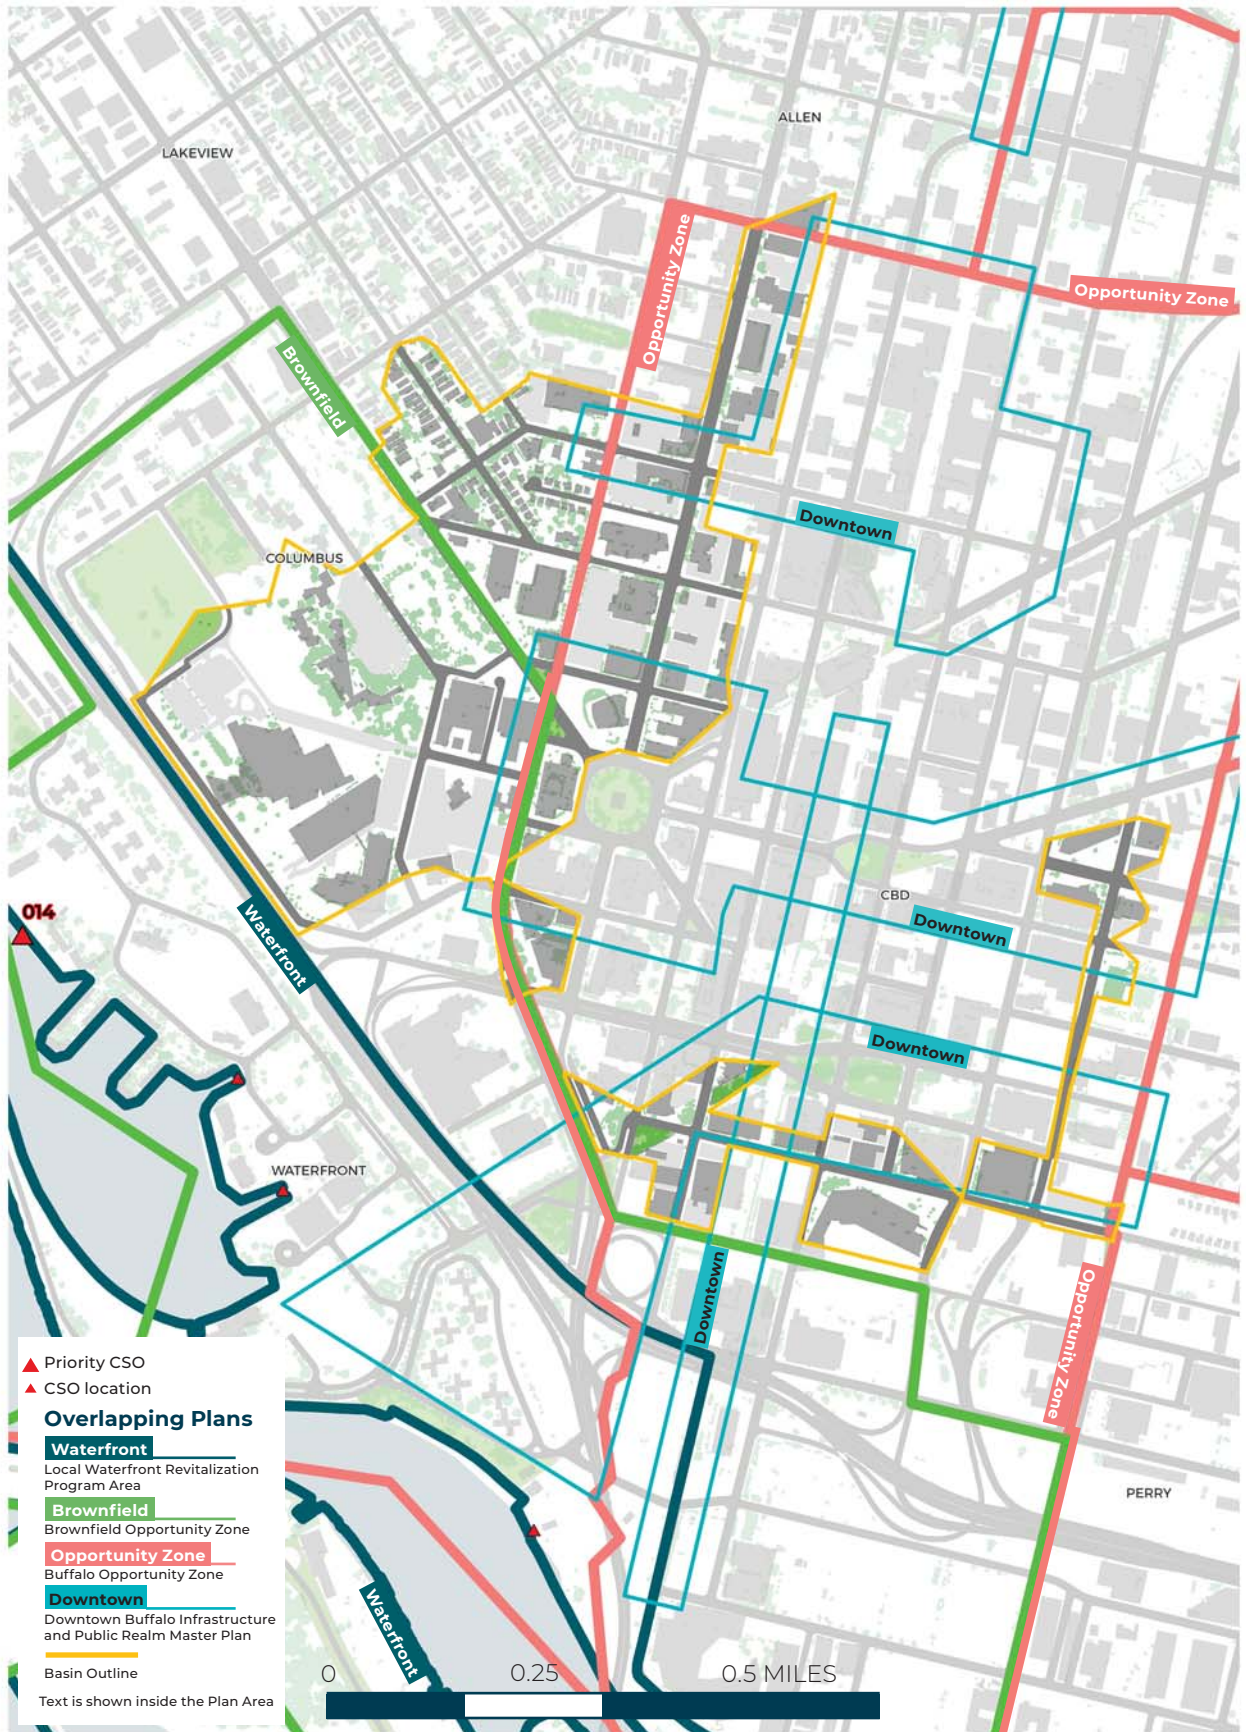 ALLEN
LAKEVIEW
Opportunity Zone
Opportunity Zone
Brownfield
Downtown
COLUMBUS
CBD
014
Waterfront
Downtown
Downtown
WATERFRONT
Downtown
Opportunity Zone
PERRY
Waterfront
Priority CSO
CSO location
Overlapping Plans
Waterfront
Local Waterfront Revitalization
Program Area
Brownfield
Brownfield Opportunity Zone
Opportunity Zone
Buffalo Opportunity Zone
Downtown
Downtown Buffalo Infrastructure
and Public Realm Master Plan
Basin Outline
Text is shown inside the Plan Area
0 0.25 0.5 MILES